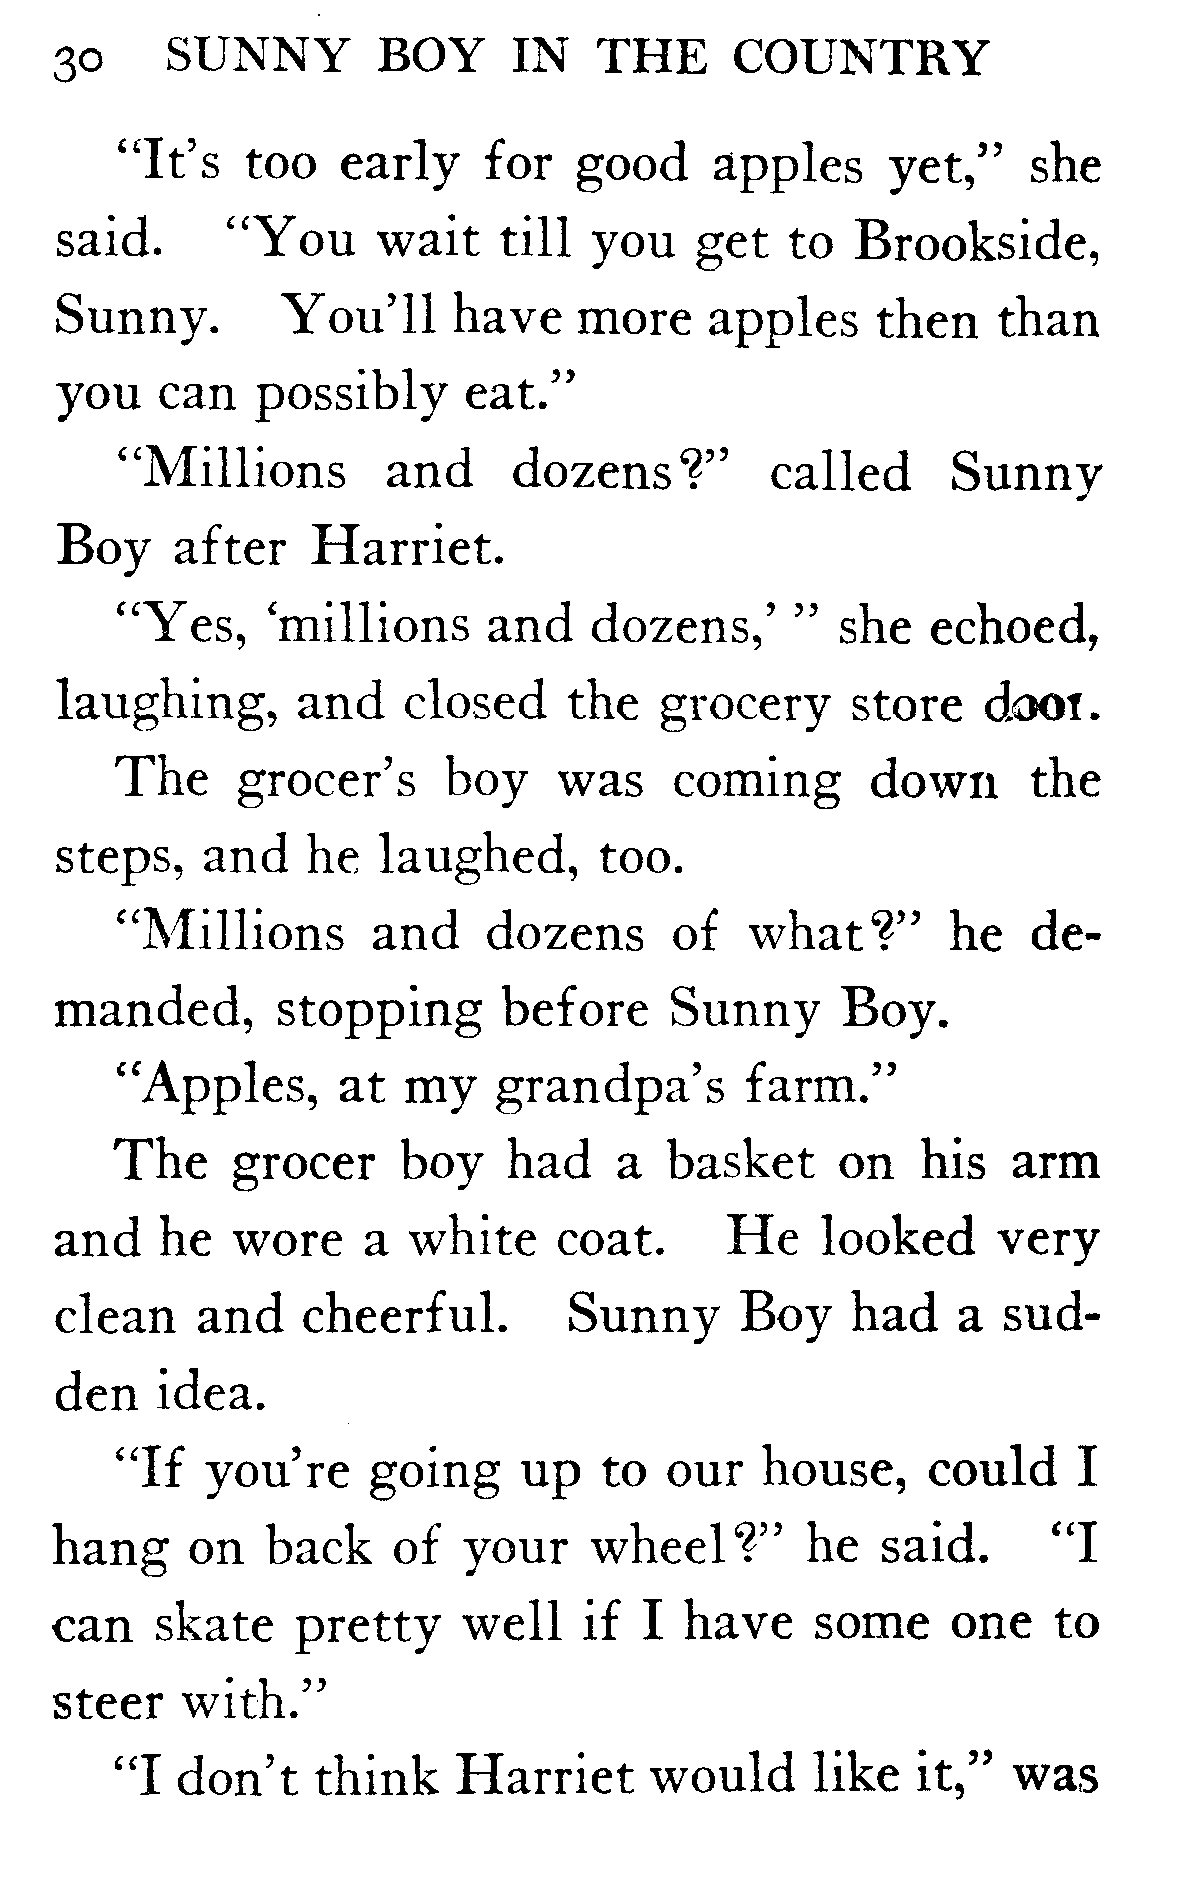 30 SUNNY BOY IN THE COUNTRY
“It’s too early for good apples yet,” she
said. “You wait till you get to Brookside,
Sunny. You’ll have more apples then than
you can possibly eat.”
“Millions and dozens?” called Sunny
Boy after Harriet.
“Yes, ‘millions and dozens,’ ” she echoed,
laughing, and closed the grocery store door.
The grocer’s boy was coming down the
steps, and he laughed, too.
“Millions and dozens of what?” he de-
manded, stopping before Sunny Boy.
“Apples, at my grandpa’s farm.”
The grocer boy had a basket on his arm
and he wore a white coat. He looked very
clean and cheerful. Sunny Boy had a sud-
den idea.
“If you’re going up to our house, could I
hang on back of your wheel?” he said. “I
can skate pretty well if I have some one to
steer with.”
“I don’t think Harriet would like it,” was